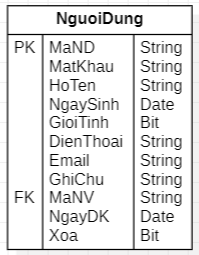 NguoiDung
PK MaND String
MatKhau String
HoTen String
NgaySinh Date
GioiTinh Bit
DienThoai String
Email String
GhiChu String
FK MaNV String
NgayDK Date
Xoa Bit